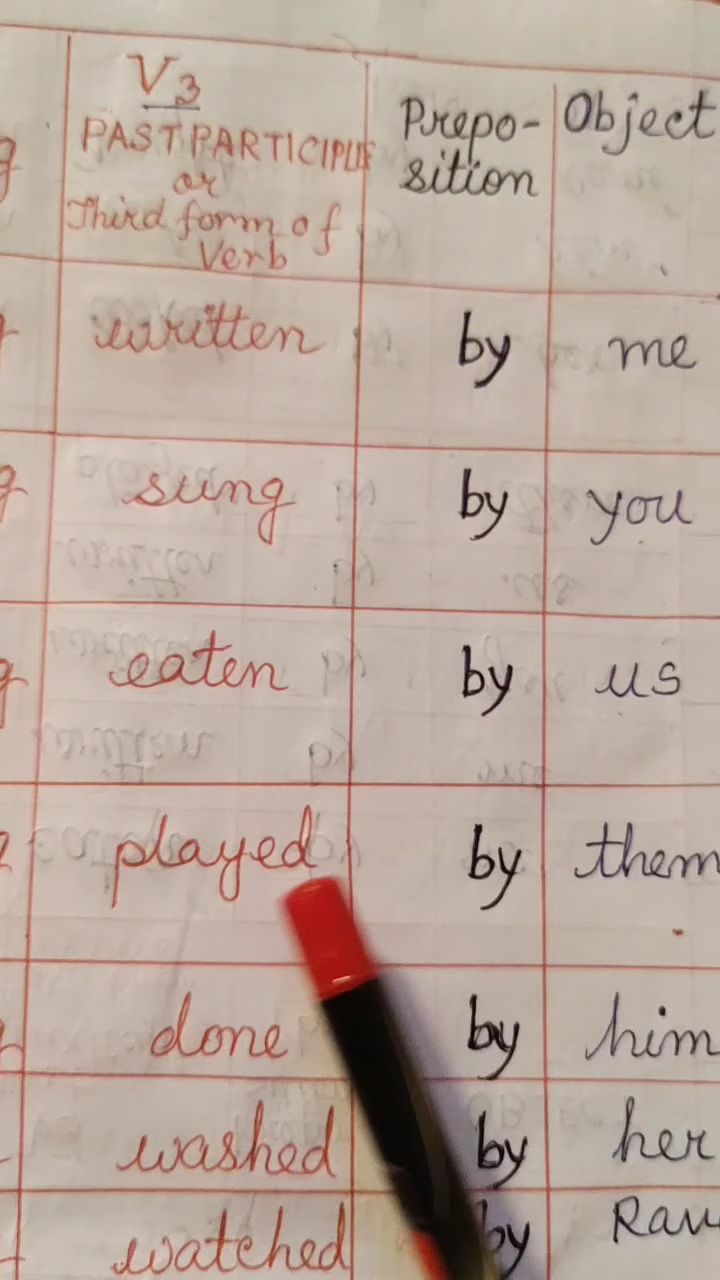 V3
PAST PARTICIPLE
or
Third form of
Verb
Prepo-
sition
Object
written by me
sung by you
eaten by us
played by them
done by him
washed by her
watched by